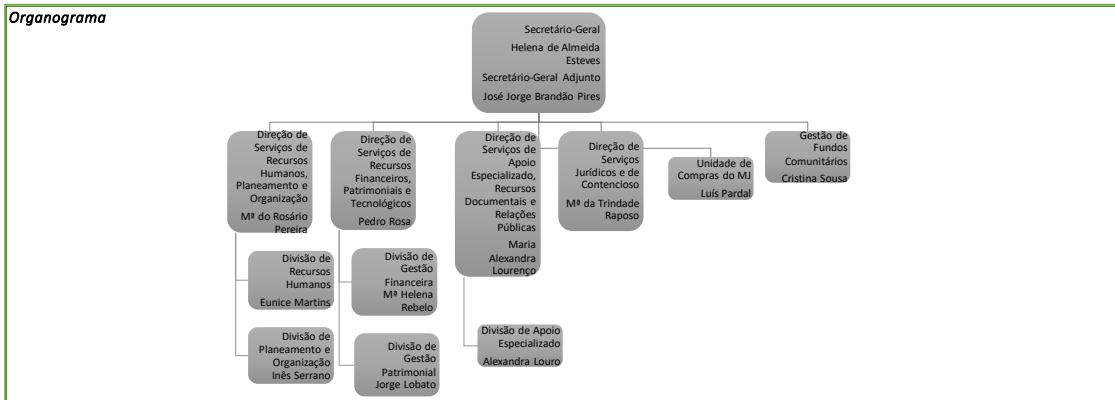 Organograma
Secretário-Geral
Helena de Almeida
Esteves
Secretário-Geral Adjunto
José Jorge Brandão Pires
Direção de
Serviços de
Recursos
Humanos,
Planeamento e
Organização
Mª do Rosário
Pereira
Direção de
Serviços de
Recursos
Financeiros,
Patrimoniais e
Tecnológicos
Pedro Rosa
Direção de
Serviços de
Apoio
Especializado,
Recursos
Documentais e
Relações
Públicas
Maria
Alexandra
Lourenço
Direção de
Serviços
Jurídicos e de
Contencioso
Mª da Trindade
Raposo
Unidade de
Compras do MJ
Luís Pardal
Gestão de
Fundos
Comunitários
Cristina Sousa
Divisão de
Recursos
Humanos
Eunice Martins
Divisão de
Gestão
Financeira
Mª Helena
Rebelo
Divisão de Apoio
Especializado
Alexandra Louro
Divisão de
Planeamento e
Organização
Inês Serrano
Divisão de
Gestão
Patrimonial
Jorge Lobato